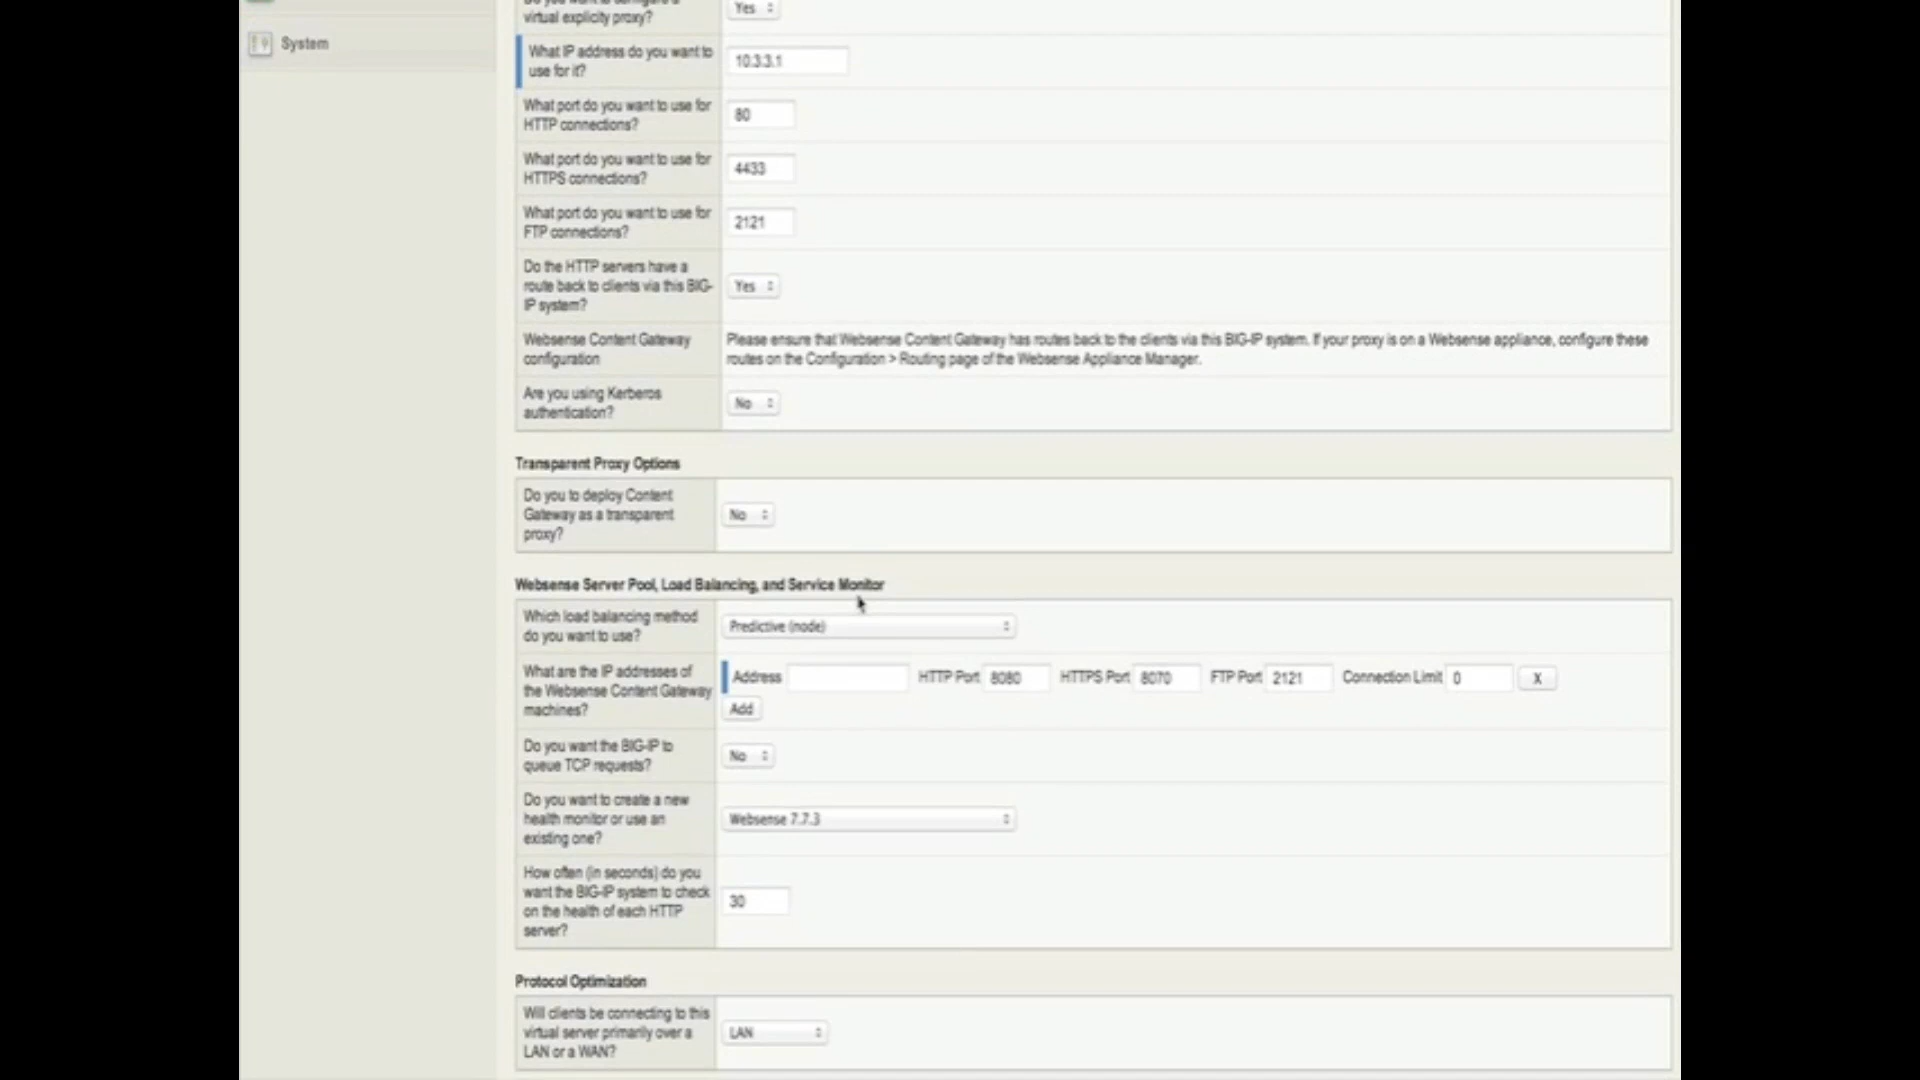 Do you want to configure a
virtual explicity proxy?
Yes
System
What IP address do you want to
use for it?
10.3.3.1
What port do you want to use for
HTTP connections?
80
What port do you want to use for
HTTPS connections?
4433
What port do you want to use for
FTP connections?
2121
Do the HTTP servers have a
route back to clients via this BIG-
IP system?
Yes
Websense Content Gateway
configuration
Please ensure that Websense Content Gateway has routes back to the clients via this BIG-IP system. If your proxy is on a Websense appliance, configure these
routes on the Configuration > Routing page of the Websense Appliance Manager.
Are you using Kerberos
authentication?
No
Transparent Proxy Options
Do you to deploy Content
Gateway as a transparent
proxy?
No
Websense Server Pool, Load Balancing, and Service Monitor
Which load balancing method
do you want to use?
Predictive (node)
What are the IP addresses of
the Websense Content Gateway
machines?
Address HTTP Port 8080 HTTPS Port 8070 FTP Port 2121 Connection Limit 0 X
Add
Do you want the BIG-IP to
queue TCP requests?
No
Do you want to create a new
health monitor or use an
existing one?
Websense 7.7.3
How often (in seconds) do you
want the BIG-IP system to check
on the health of each HTTP
server?
30
Protocol Optimization
Will clients be connecting to this
virtual server primarily over a
LAN or a WAN?
LAN